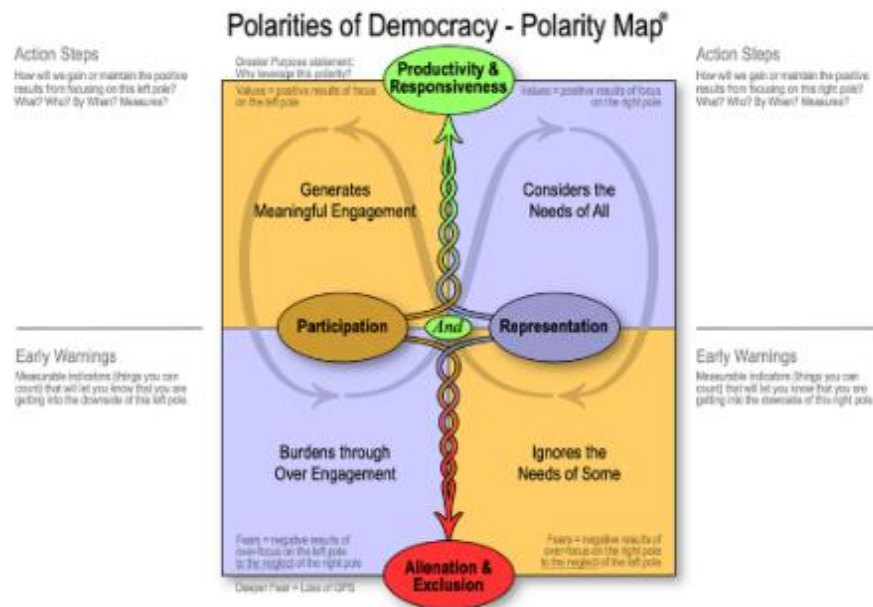 Polarities of Democracy - Polarity Map®
Action Steps
How will we gain or maintain the positive
results from focusing on this left pole?
What? Who? By When? Measures?
Greater Purpose statement:
Why leverage this polarity?
Productivity &
Responsiveness
Values = positive results of focus
on the left pole
Values = positive results of focus
on the right pole
Action Steps
How will we gain or maintain the positive
results from focusing on this right pole?
What? Who? By When? Measures?
Generates
Meaningful Engagement
Considers the
Needs of All
Participation
And
Representation
Early Warnings
Measurable indicators (things you can
count) that will let you know that you are
getting into the downside of this left pole.
Early Warnings
Measurable indicators (things you can
count) that will let you know that you are
getting into the downside of this right pole.
Burdens through
Over Engagement
Ignores the
Needs of Some
Fears = negative results of
over-focus on the left pole
to the neglect of the right pole
Fears = negative results of
over-focus on the right pole
to the neglect of the left pole
Alienation &
Exclusion
Deeper Fear = Loss of GPS